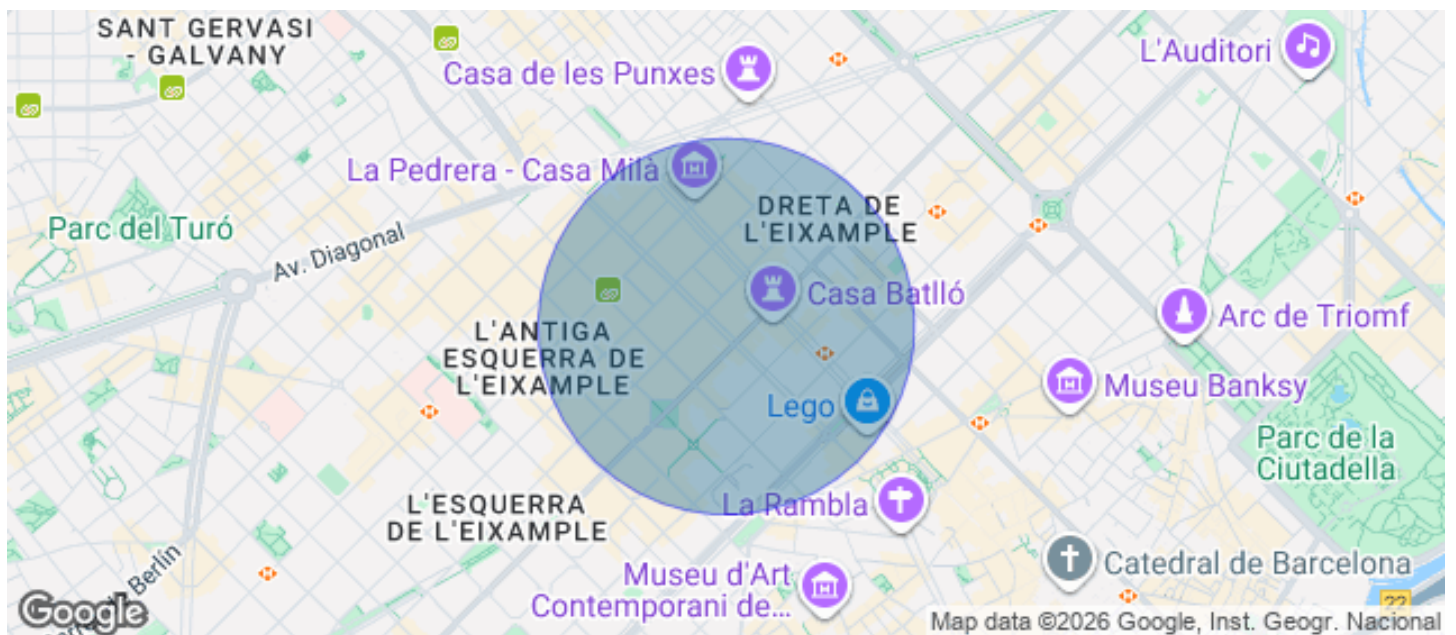 SANT GERVASI
- GALVANY
Casa de les Punxes
L'Auditori
La Pedrera - Casa Milà
DRETA DE
L'EIXAMPLE
Parc del Turó
Av. Diagonal
Casa Batlló
Arc de Triomf
L'ANTIGA
ESQUERRA DE
L'EIXAMPLE
Museu Banksy
Lego
Parc de la
Ciutadella
L'ESQUERRA
DE L'EIXAMPLE
La Rambla
Berlín
Museu d'Art
Contemporani de...
Catedral de Barcelona
22
Google
Map data ©2026 Google, Inst. Geogr. Nacional